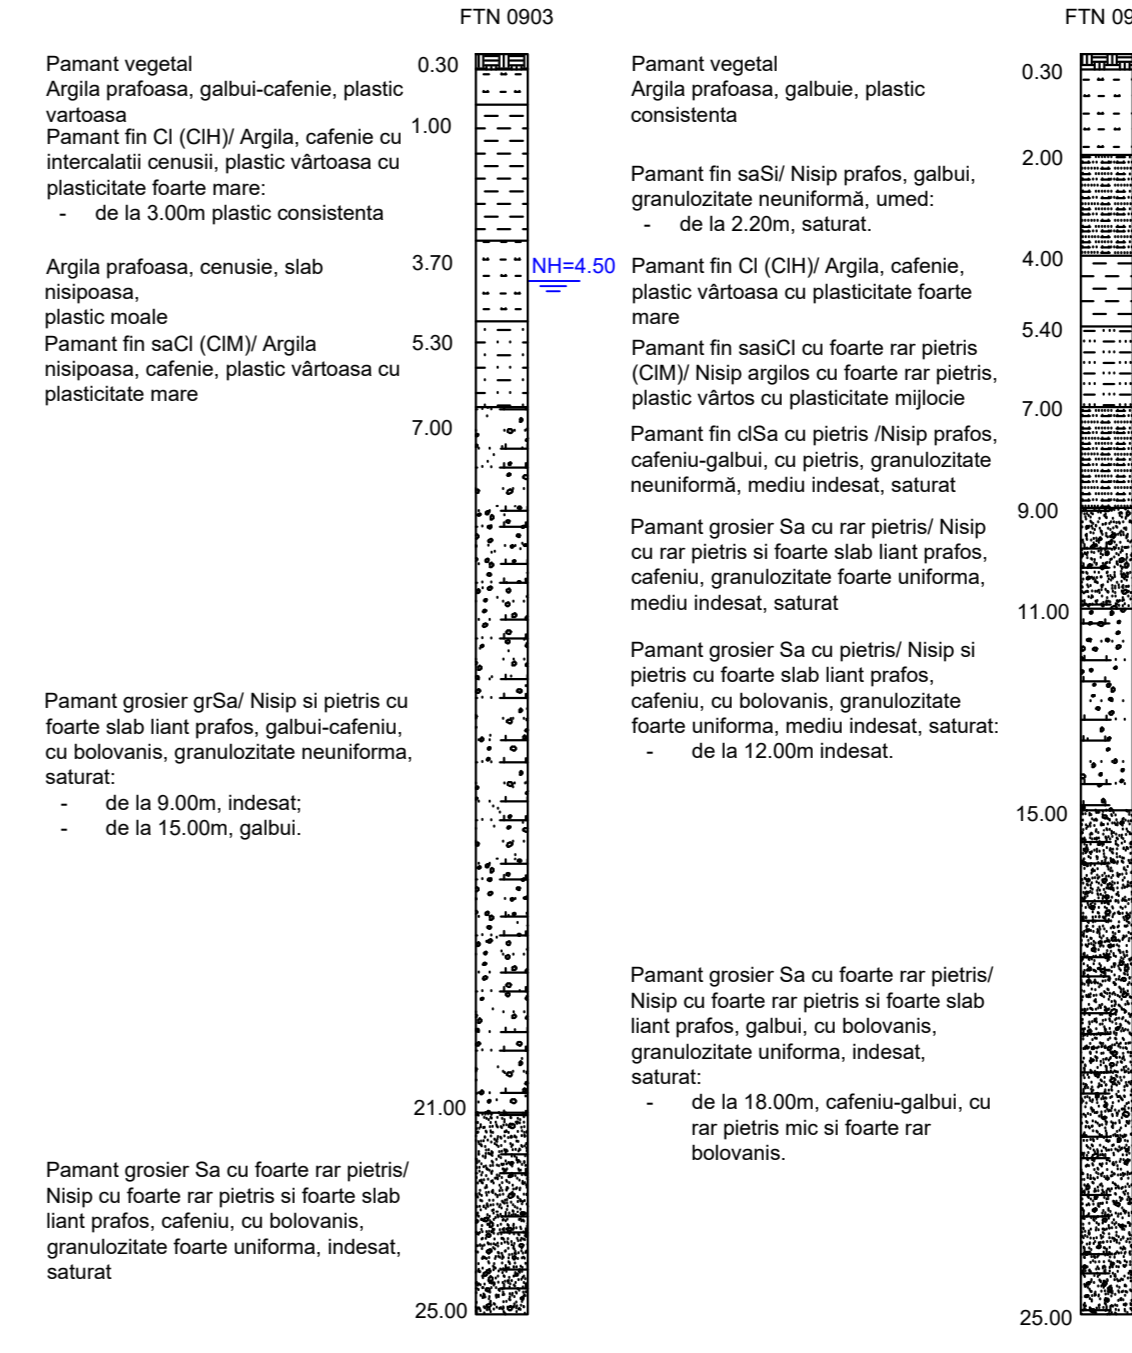 FTN 0903
Pamant vegetal
0.30
Argila prafoasa, galbui-cafenie, plastic
vartoasa
1.00
Pamant fin Cl (ClH)/ Argila, cafenie cu
intercalatii cenusii, plastic vârtoasa cu
plasticitate foarte mare:
- de la 3.00m plastic consistenta
3.70
NH=4.50
Argila prafoasa, cenusie, slab
nisipoasa,
plastic moale
5.30
Pamant fin saCl (ClM)/ Argila
nisipoasa, cafenie, plastic vârtoasa cu
plasticitate mare
7.00
Pamant grosier grSa/ Nisip si pietris cu
foarte slab liant prafos, galbui-cafeniu,
cu bolovanis, granulozitate neuniforma,
saturat:
- de la 9.00m, indesat;
- de la 15.00m, galbui.
21.00
Pamant grosier Sa cu foarte rar pietris/
Nisip cu foarte rar pietris si foarte slab
liant prafos, cafeniu, cu bolovanis,
granulozitate foarte uniforma, indesat,
saturat
25.00
FTN 09
Pamant vegetal
0.30
Argila prafoasa, galbuie, plastic
consistenta
2.00
Pamant fin saSi/ Nisip prafos, galbui,
granulozitate neuniformă, umed:
- de la 2.20m, saturat.
4.00
Pamant fin Cl (ClH)/ Argila, cafenie,
plastic vârtoasa cu plasticitate foarte
mare
5.40
Pamant fin sasiCl cu foarte rar pietris
(ClM)/ Nisip argilos cu foarte rar pietris,
plastic vârtos cu plasticitate mijlocie
7.00
Pamant fin clSa cu pietris /Nisip prafos,
cafeniu-galbui, cu pietris, granulozitate
neuniformă, mediu indesat, saturat
9.00
Pamant grosier Sa cu rar pietris/ Nisip
cu rar pietris si foarte slab liant prafos,
cafeniu, granulozitate foarte uniforma,
mediu indesat, saturat
11.00
Pamant grosier Sa cu pietris/ Nisip si
pietris cu foarte slab liant prafos,
cafeniu, cu bolovanis, granulozitate
foarte uniforma, mediu indesat, saturat:
- de la 12.00m indesat.
15.00
Pamant grosier Sa cu foarte rar pietris/
Nisip cu foarte rar pietris si foarte slab
liant prafos, galbui, cu bolovanis,
granulozitate uniforma, indesat,
saturat:
- de la 18.00m, cafeniu-galbui, cu
rar pietris mic si foarte rar
bolovanis.
25.00